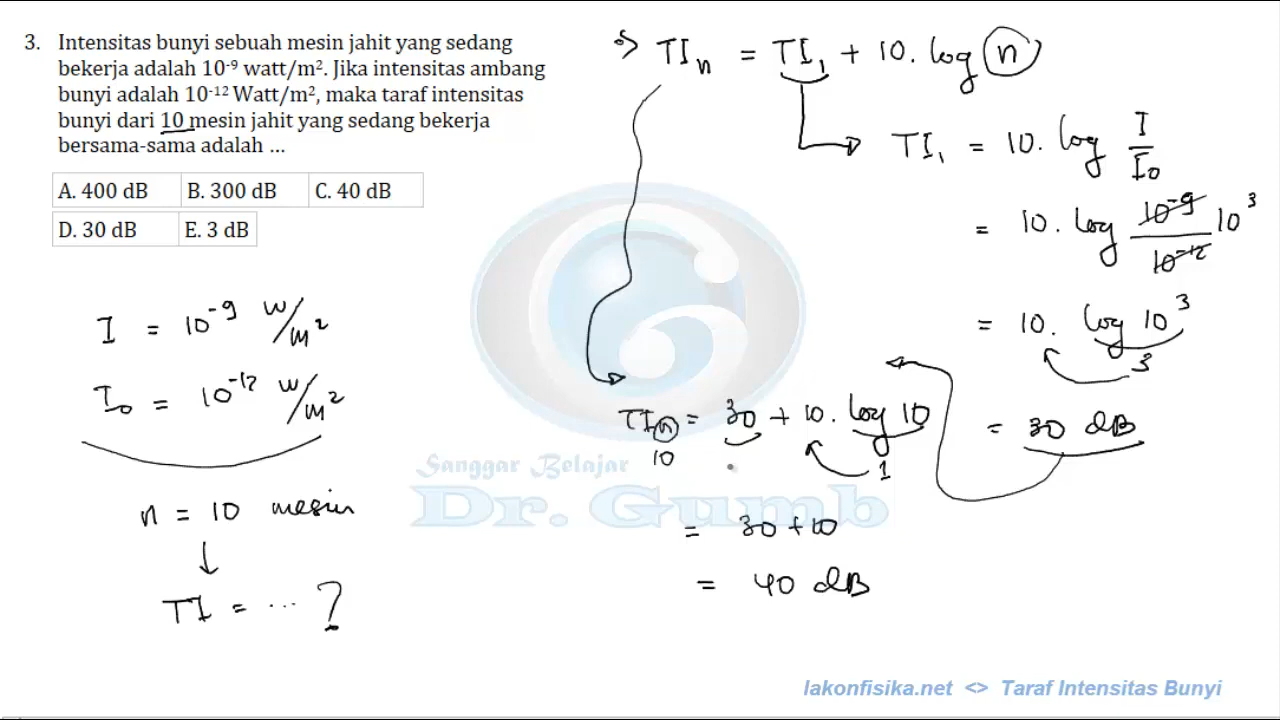 3. Intensitas bunyi sebuah mesin jahit yang sedang
bekerja adalah 10⁻⁹ watt/m². Jika intensitas ambang
bunyi adalah 10⁻¹² Watt/m², maka taraf intensitas
bunyi dari 10 mesin jahit yang sedang bekerja
bersama-sama adalah ...
A. 400 dB B. 300 dB C. 40 dB
D. 30 dB E. 3 dB
I = 10⁻⁹ W/m²
I₀ = 10⁻¹² W/m²
n = 10 mesin
↓
TI = ... ?
TIₙ = TI₁ + 10. log n
TI₁ = 10. log I/I₀
= 10. log 10⁻⁹/10⁻¹² 10³
= 10. log 10³
3
= 30 dB
TIₙ = 30 + 10. log 10
10 1
= 30 + 10
= 40 dB
Sanggar Belajar
Dr. Gumb
lakonfisika.net <> Taraf Intensitas Bunyi